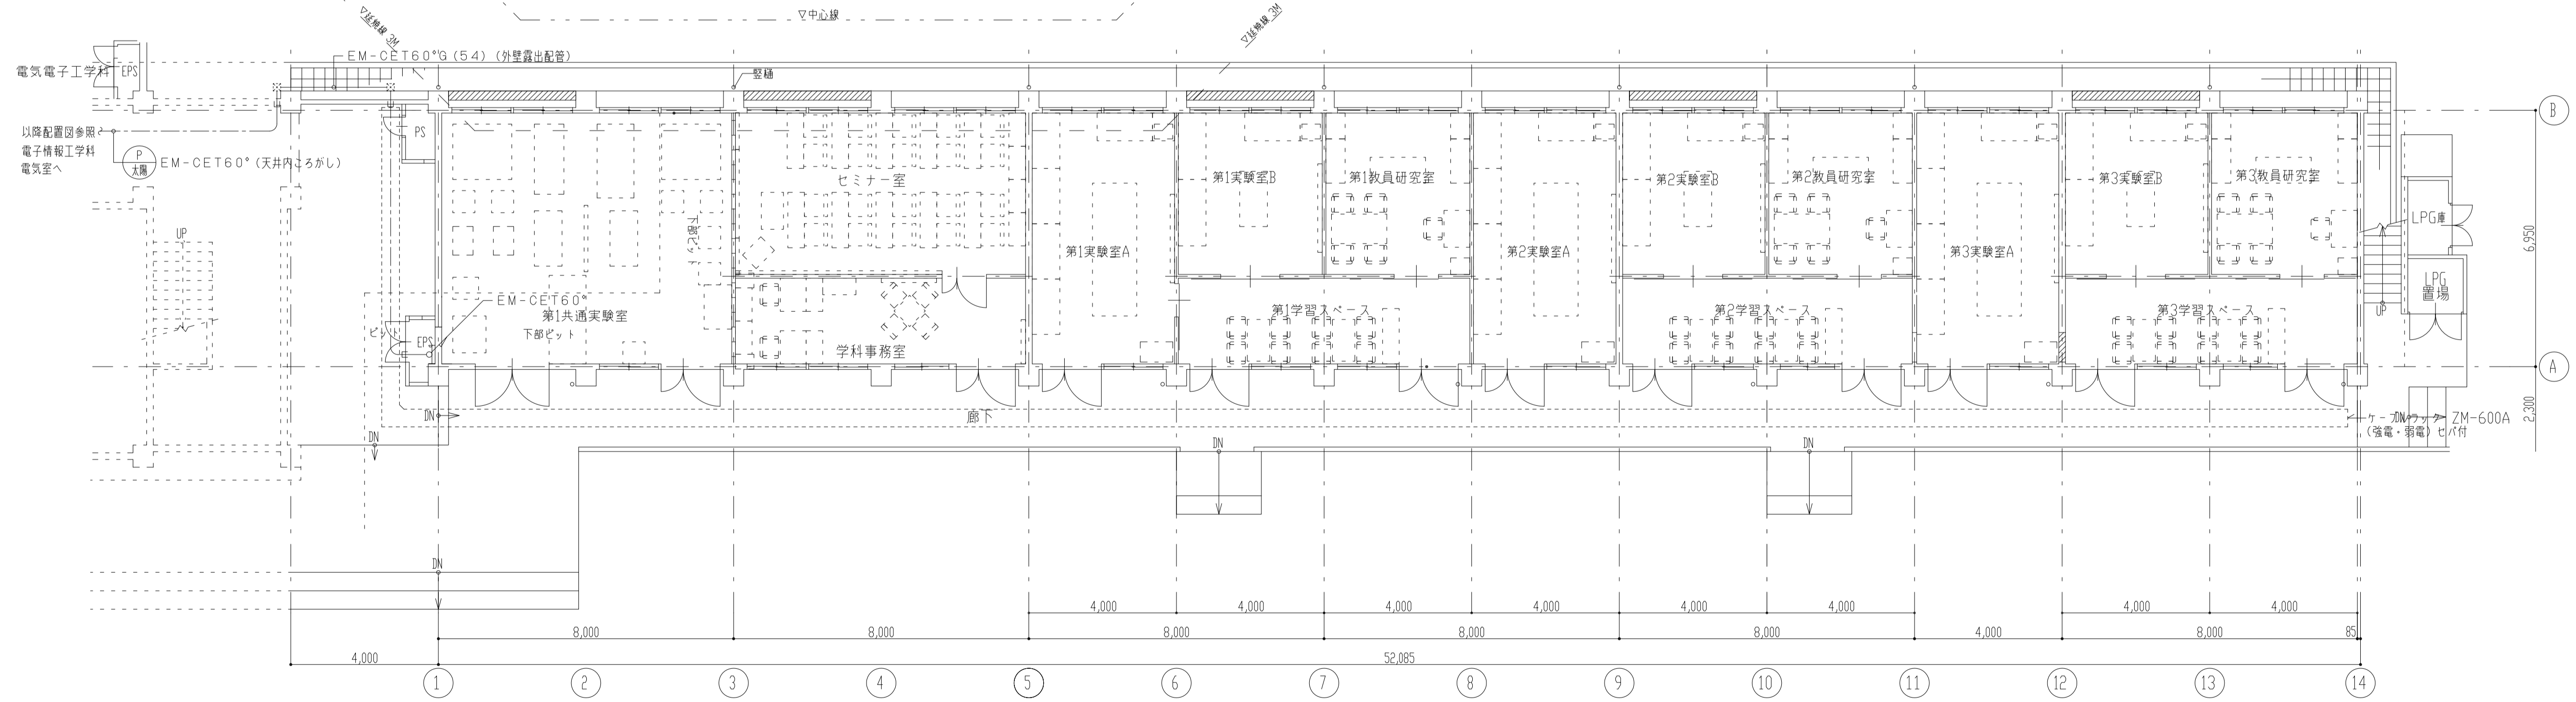 ▽延焼線 3M
▽中心線
▽延焼線 3M
EM-CET60°G(54)(外壁露出配管)
竪樋
電気電子工学科
EPS
以降配置図参照
電子情報工学科
電気室へ
P
太陽
EM-CET60°(天井内ころがし)
PS
B
セミナー室
第1実験室B
第1教員研究室
第2実験室B
第2教員研究室
第3実験室B
第3教員研究室
下部ピット
第1実験室A
第2実験室A
第3実験室A
LPG庫
6,950
UP
EM-CET60°
第1共通実験室
下部ピット
ピット
EPS
学科事務室
第1学習スペース
第2学習スペース
第3学習スペース
UP
LPG
置場
A
DN
廊下
DN
ケーブルラック ZM-600A
(強電・弱電)セパ付
2,300
DN
DN
DN
DN
4,000
4,000
4,000
4,000
4,000
4,000
4,000
4,000
8,000
8,000
8,000
8,000
8,000
4,000
8,000
85
4,000
52,085
1
2
3
4
5
6
7
8
9
10
11
12
13
14